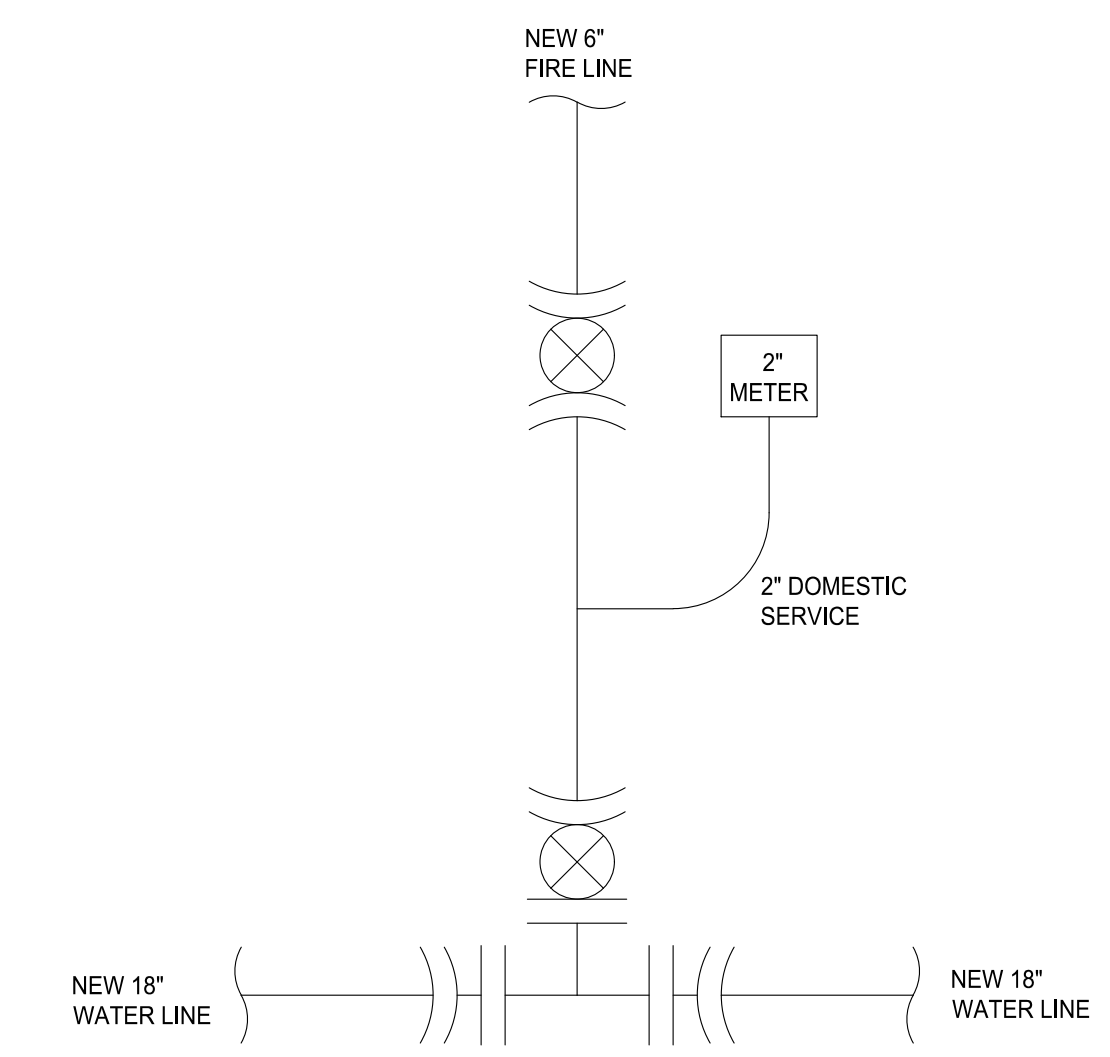 NEW 6"
FIRE LINE
2"
METER
2" DOMESTIC
SERVICE
NEW 18"
WATER LINE
NEW 18"
WATER LINE